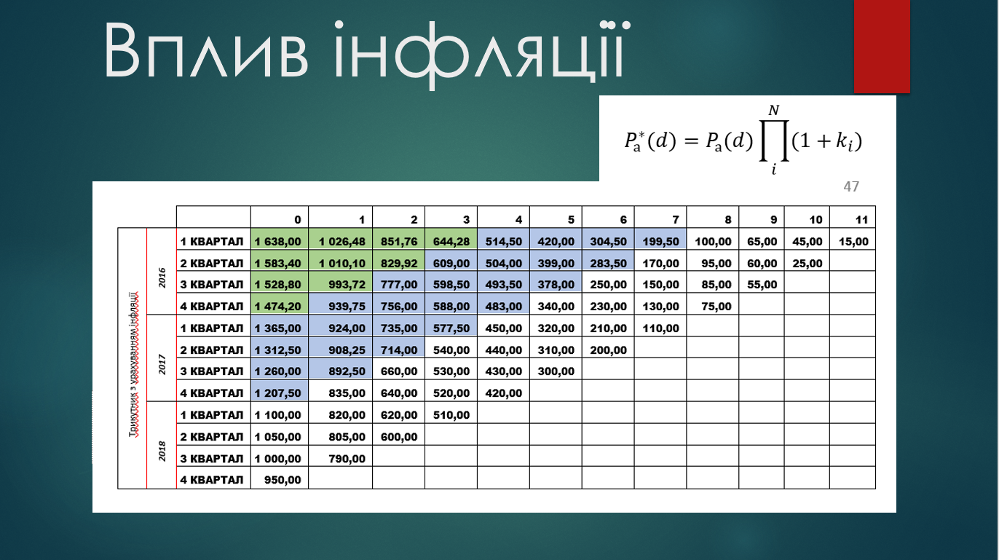 Вплив інфляції
P*ₐ(d) = Pₐ(d) ∏ᵢᴺ (1 + kᵢ)
47
0 1 2 3 4 5 6 7 8 9 10 11
Трикутник з урахуванням інфляції
2016
1 КВАРТАЛ 1 638,00 1 026,48 851,76 644,28 514,50 420,00 304,50 199,50 100,00 65,00 45,00 15,00
2 КВАРТАЛ 1 583,40 1 010,10 829,92 609,00 504,00 399,00 283,50 170,00 95,00 60,00 25,00
3 КВАРТАЛ 1 528,80 993,72 777,00 598,50 493,50 378,00 250,00 150,00 85,00 55,00
4 КВАРТАЛ 1 474,20 939,75 756,00 588,00 483,00 340,00 230,00 130,00 75,00
2017
1 КВАРТАЛ 1 365,00 924,00 735,00 577,50 450,00 320,00 210,00 110,00
2 КВАРТАЛ 1 312,50 908,25 714,00 540,00 440,00 310,00 200,00
3 КВАРТАЛ 1 260,00 892,50 660,00 530,00 430,00 300,00
4 КВАРТАЛ 1 207,50 835,00 640,00 520,00 420,00
2018
1 КВАРТАЛ 1 100,00 820,00 620,00 510,00
2 КВАРТАЛ 1 050,00 805,00 600,00
3 КВАРТАЛ 1 000,00 790,00
4 КВАРТАЛ 950,00